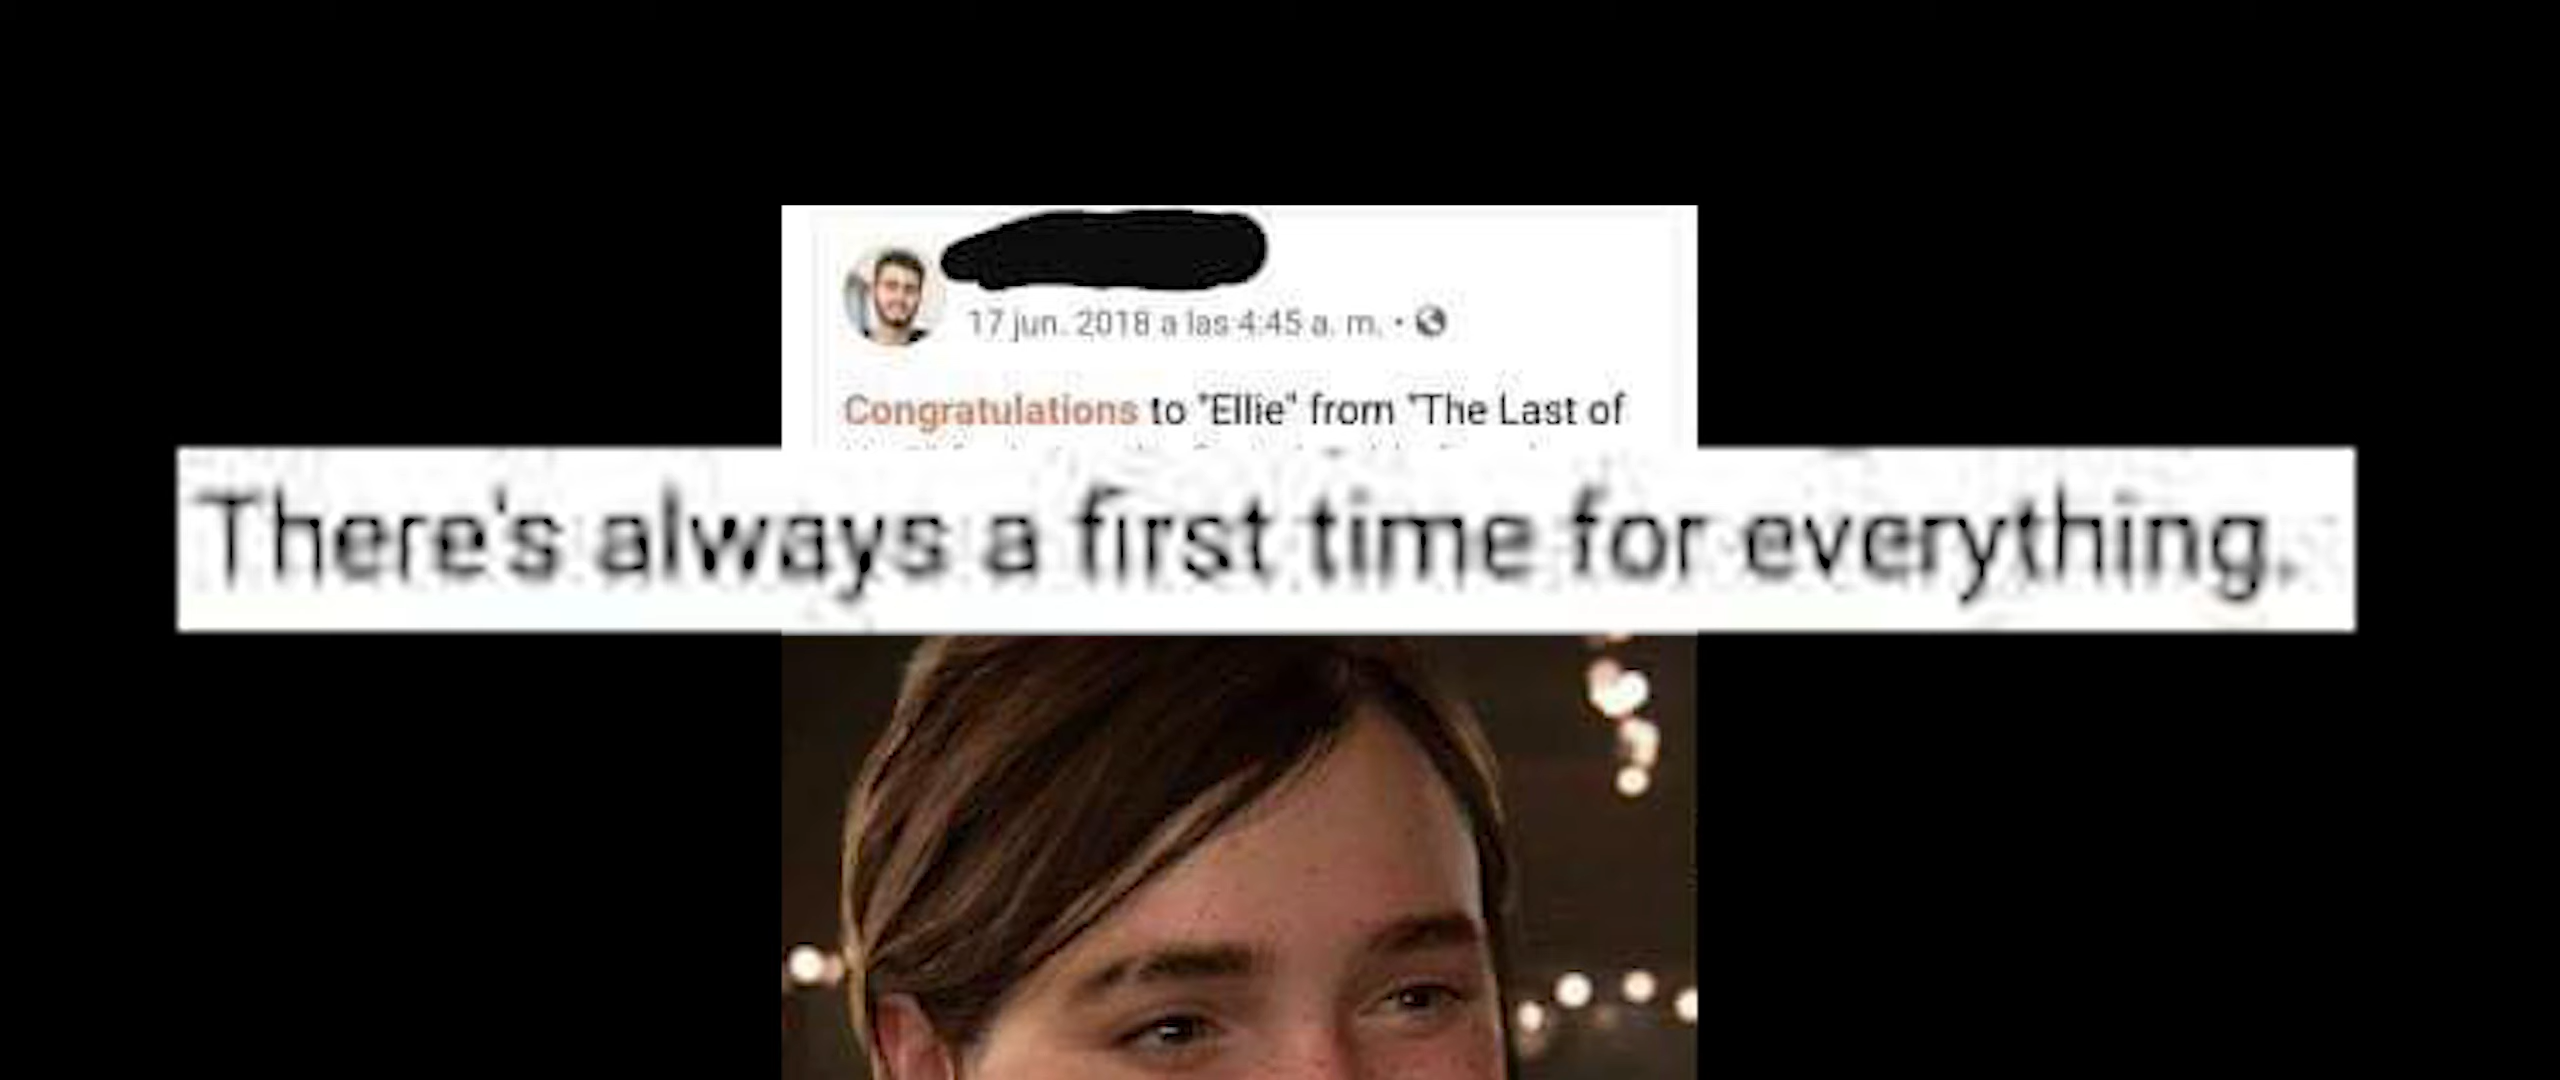 17 jun. 2018 a las 4:45 a. m. ·
Congratulations to "Ellie" from "The Last of
There's always a first time for everything.